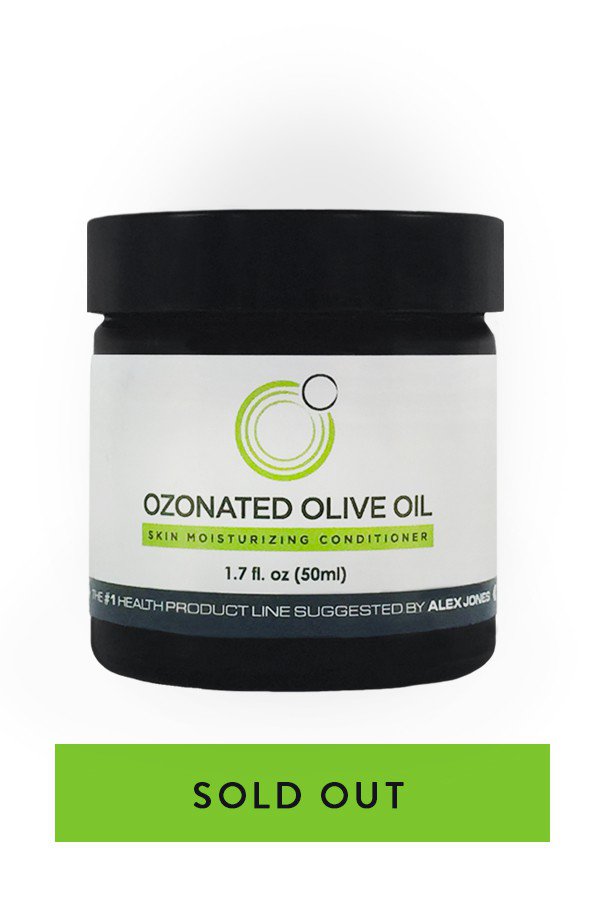 OZONATED OLIVE OIL
SKIN MOISTURIZING CONDITIONER
1.7 fl. oz (50ml)
THE #1 HEALTH PRODUCT LINE SUGGESTED BY ALEX JONES
SOLD OUT